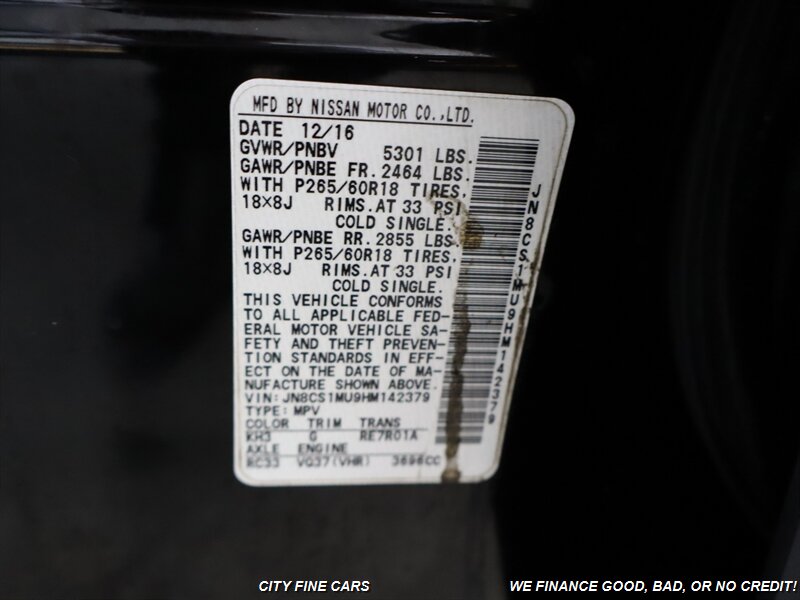 MFD BY NISSAN MOTOR CO.,LTD.
DATE 12/16
GVWR/PNBV 5301 LBS.
GAWR/PNBE FR. 2464 LBS.
WITH P265/60R18 TIRES,
18×8J RIMS. AT 33 PSI
COLD SINGLE.
GAWR/PNBE RR. 2855 LBS.
WITH P265/60R18 TIRES,
18×8J RIMS. AT 33 PSI
COLD SINGLE.
THIS VEHICLE CONFORMS
TO ALL APPLICABLE FED-
ERAL MOTOR VEHICLE SA-
FETY AND THEFT PREVEN-
TION STANDARDS IN EFF-
ECT ON THE DATE OF MA-
NUFACTURE SHOWN ABOVE.
VIN: JN8CS1MU9HM142379
TYPE: MPV
COLOR TRIM TRANS
KH3 G RE7R01A
AXLE ENGINE
RC33 VQ37(VHR) 3696CC
JN8CS1MU9HM142379
CITY FINE CARS
WE FINANCE GOOD, BAD, OR NO CREDIT!